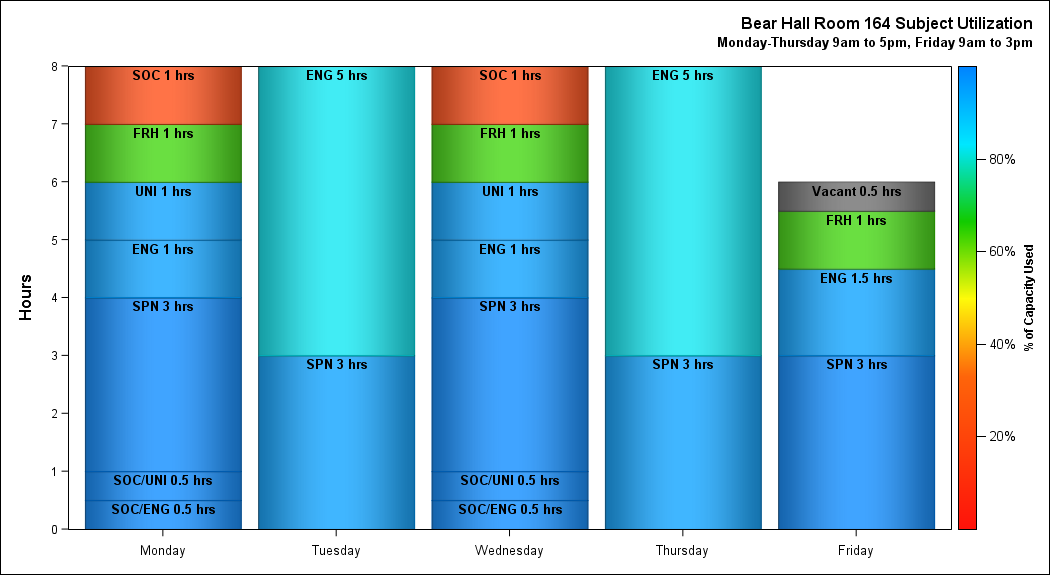 Bear Hall Room 164 Subject Utilization
Monday-Thursday 9am to 5pm, Friday 9am to 3pm
Hours
8
7
6
5
4
3
2
1
0
SOC 1 hrs
FRH 1 hrs
UNI 1 hrs
ENG 1 hrs
SPN 3 hrs
SOC/UNI 0.5 hrs
SOC/ENG 0.5 hrs
ENG 5 hrs
SPN 3 hrs
SOC 1 hrs
FRH 1 hrs
UNI 1 hrs
ENG 1 hrs
SPN 3 hrs
SOC/UNI 0.5 hrs
SOC/ENG 0.5 hrs
ENG 5 hrs
SPN 3 hrs
Vacant 0.5 hrs
FRH 1 hrs
ENG 1.5 hrs
SPN 3 hrs
Monday
Tuesday
Wednesday
Thursday
Friday
80%
60%
40%
20%
% of Capacity Used